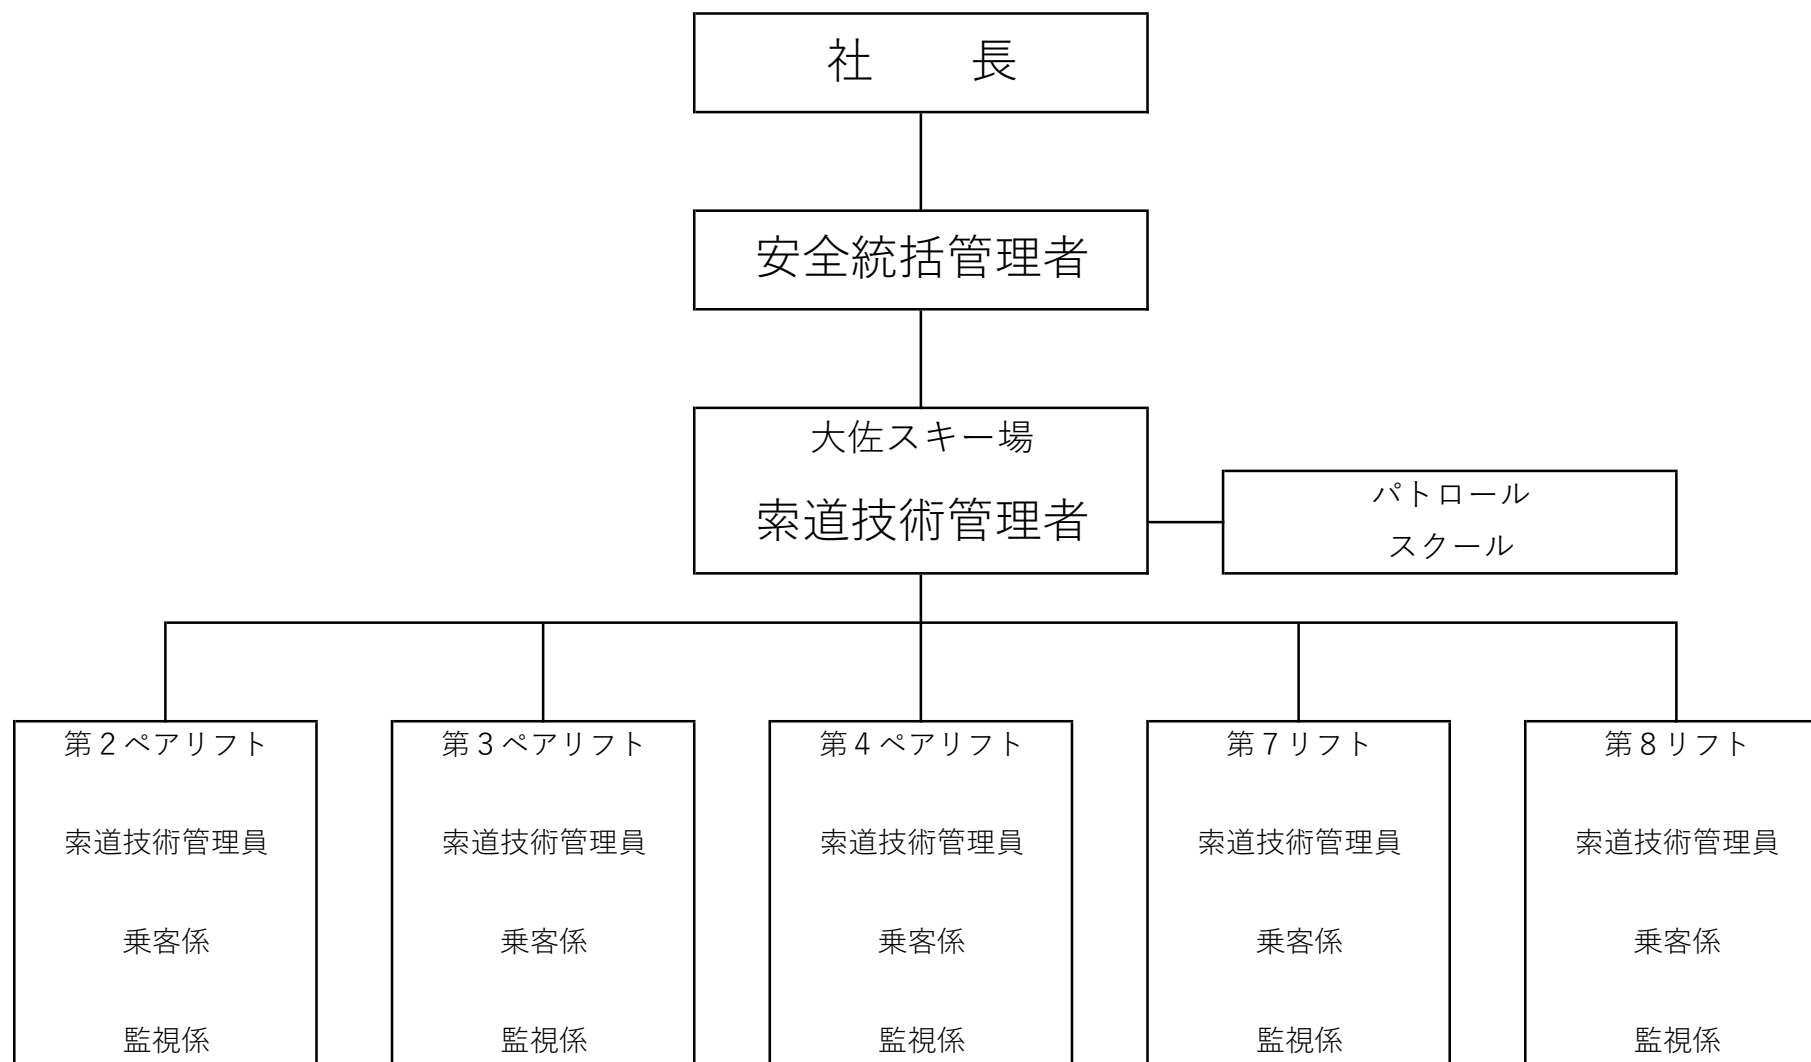 社　　長
安全統括管理者
大佐スキー場
索道技術管理者
パトロール
スクール
第２ペアリフト
索道技術管理員
乗客係
監視係
第３ペアリフト
索道技術管理員
乗客係
監視係
第４ペアリフト
索道技術管理員
乗客係
監視係
第７リフト
索道技術管理員
乗客係
監視係
第８リフト
索道技術管理員
乗客係
監視係